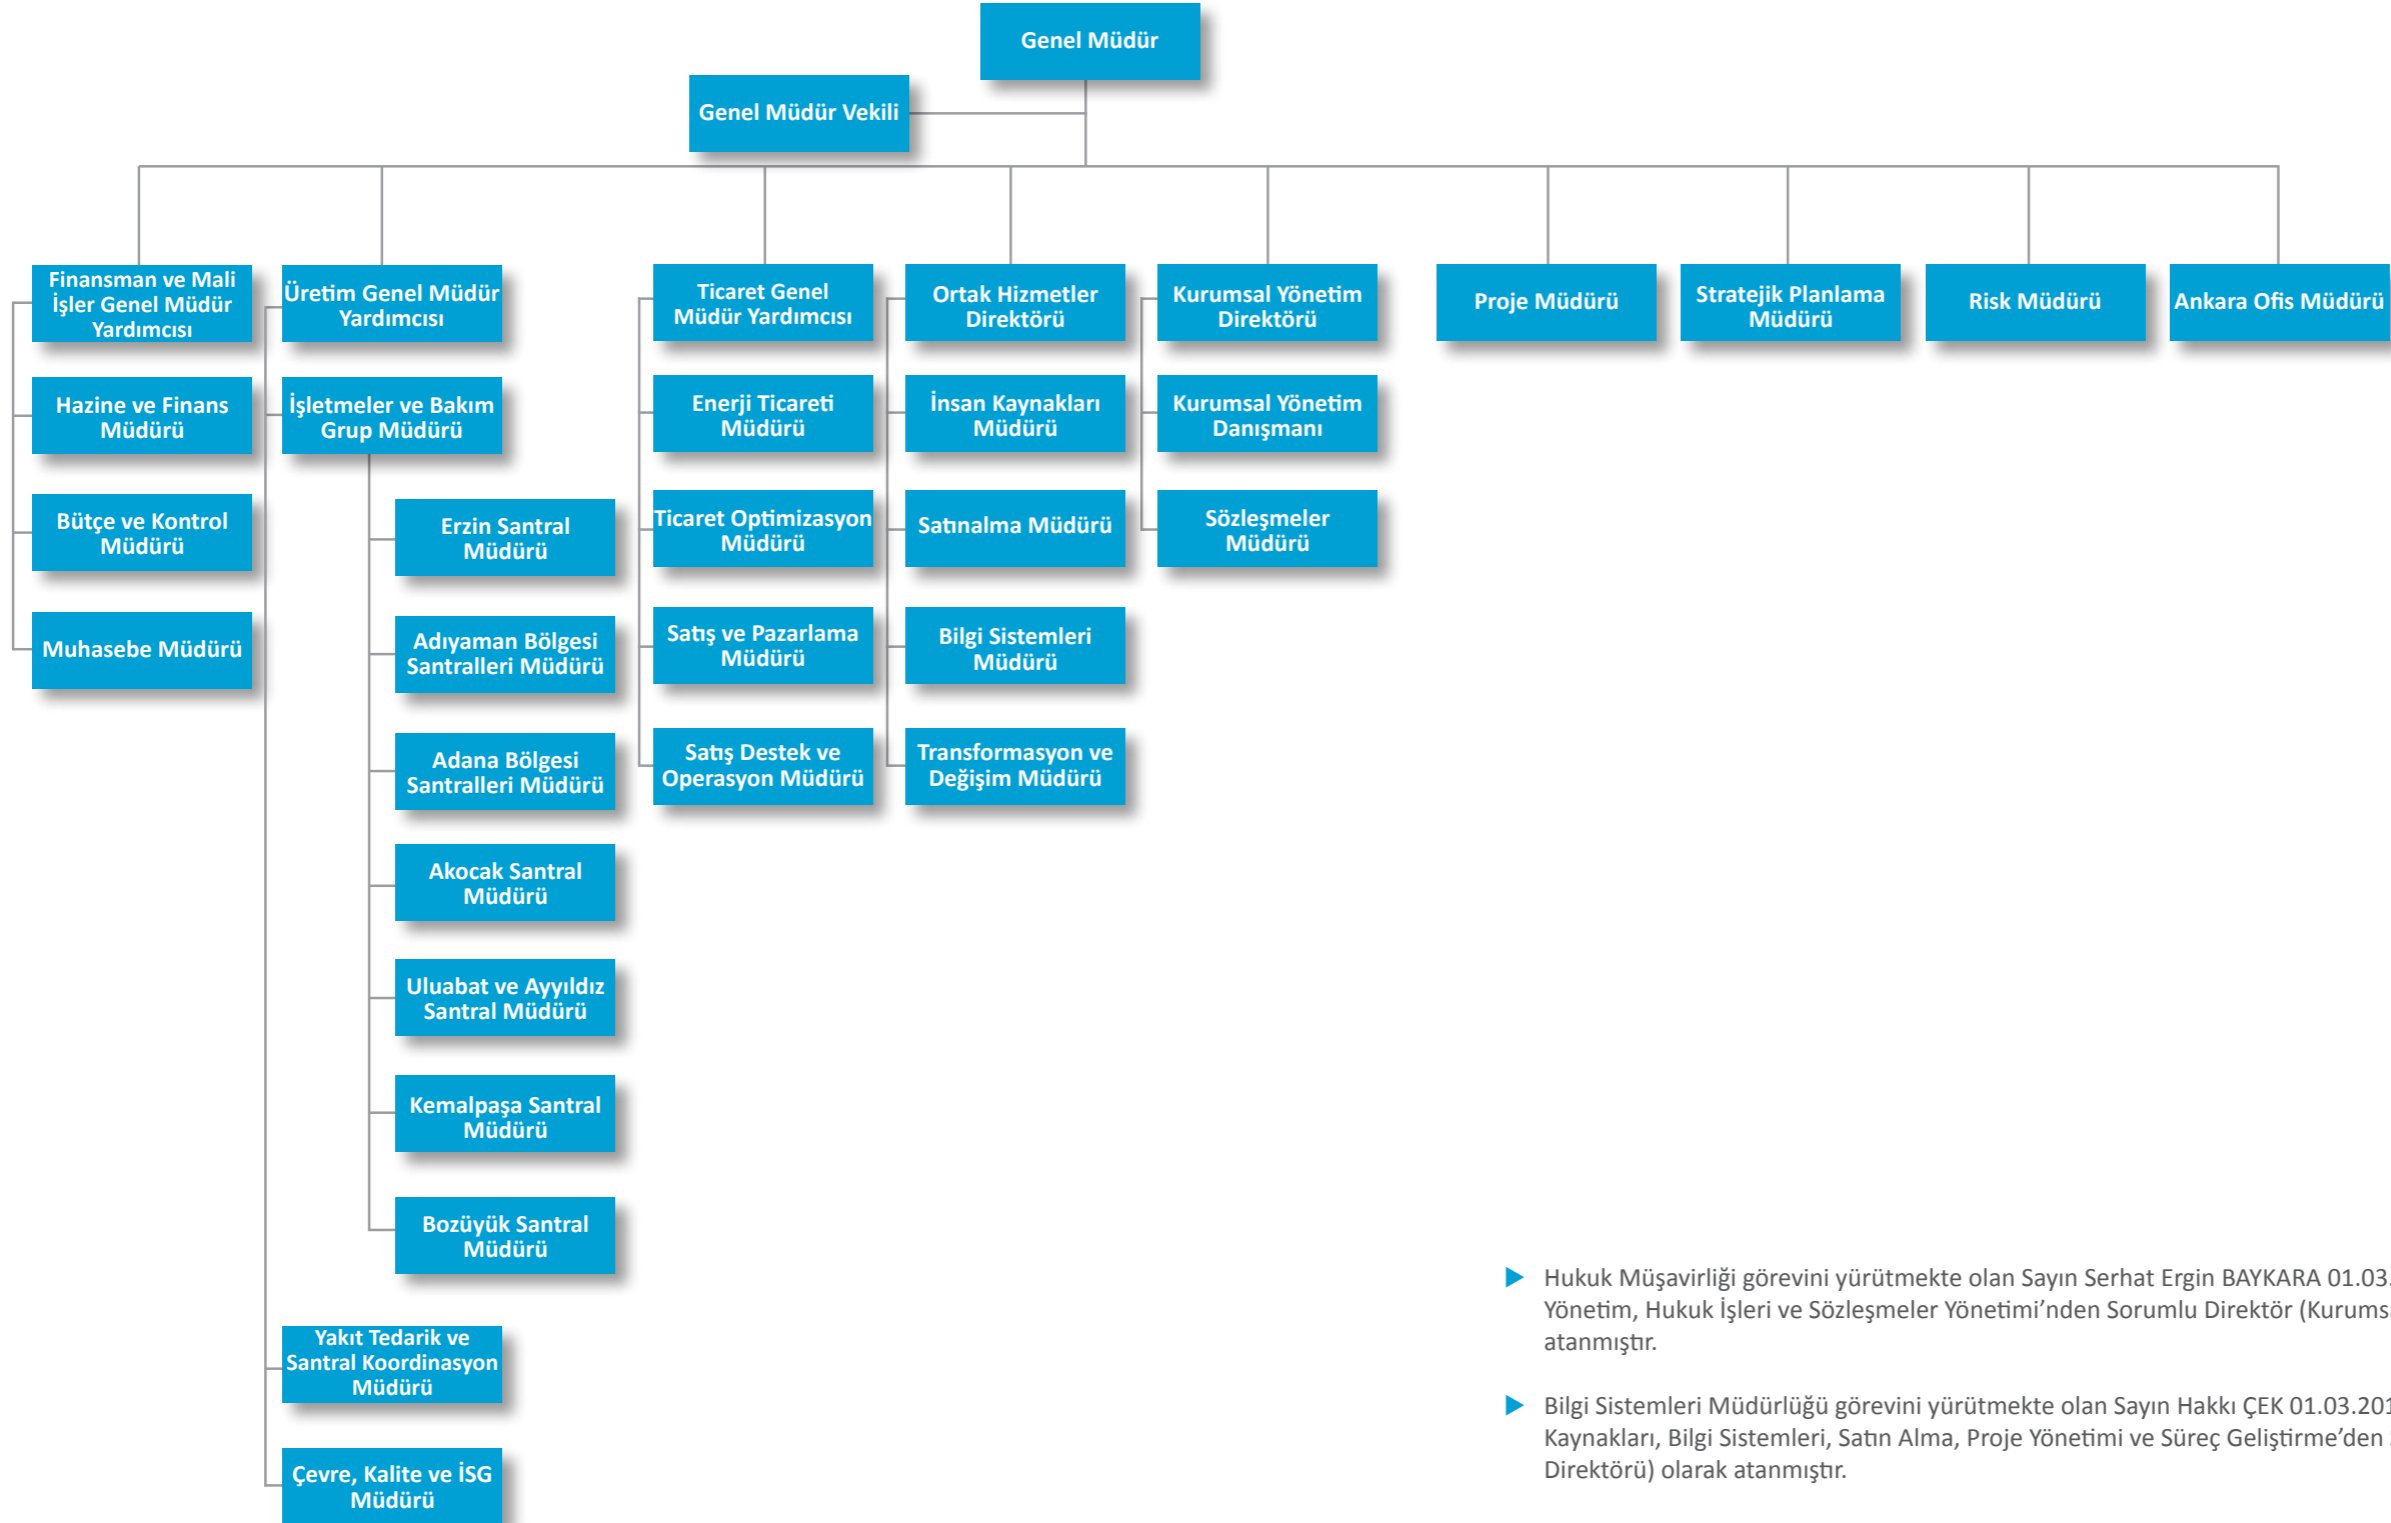 Genel Müdür
Genel Müdür Vekili
Finansman ve Mali
İşler Genel Müdür
Yardımcısı
Üretim Genel Müdür
Yardımcısı
Ticaret Genel
Müdür Yardımcısı
Ortak Hizmetler
Direktörü
Kurumsal Yönetim
Direktörü
Proje Müdürü
Stratejik Planlama
Müdürü
Risk Müdürü
Ankara Ofis Müdürü
Hazine ve Finans
Müdürü
Bütçe ve Kontrol
Müdürü
Muhasebe Müdürü
İşletmeler ve Bakım
Grup Müdürü
Erzin Santral
Müdürü
Adıyaman Bölgesi
Santralleri Müdürü
Adana Bölgesi
Santralleri Müdürü
Akocak Santral
Müdürü
Uluabat ve Ayyıldız
Santral Müdürü
Kemalpaşa Santral
Müdürü
Bozüyük Santral
Müdürü
Yakıt Tedarik ve
Santral Koordinasyon
Müdürü
Çevre, Kalite ve İSG
Müdürü
Enerji Ticareti
Müdürü
Ticaret Optimizasyon
Müdürü
Satış ve Pazarlama
Müdürü
Satış Destek ve
Operasyon Müdürü
İnsan Kaynakları
Müdürü
Satınalma Müdürü
Bilgi Sistemleri
Müdürü
Transformasyon ve
Değişim Müdürü
Kurumsal Yönetim
Danışmanı
Sözleşmeler
Müdürü
Hukuk Müşavirliği görevini yürütmekte olan Sayın Serhat Ergin BAYKARA 01.03.
Yönetim, Hukuk İşleri ve Sözleşmeler Yönetimi’nden Sorumlu Direktör (Kurumsa
atanmıştır.
Bilgi Sistemleri Müdürlüğü görevini yürütmekte olan Sayın Hakkı ÇEK 01.03.201
Kaynakları, Bilgi Sistemleri, Satın Alma, Proje Yönetimi ve Süreç Geliştirme’den
Direktörü) olarak atanmıştır.